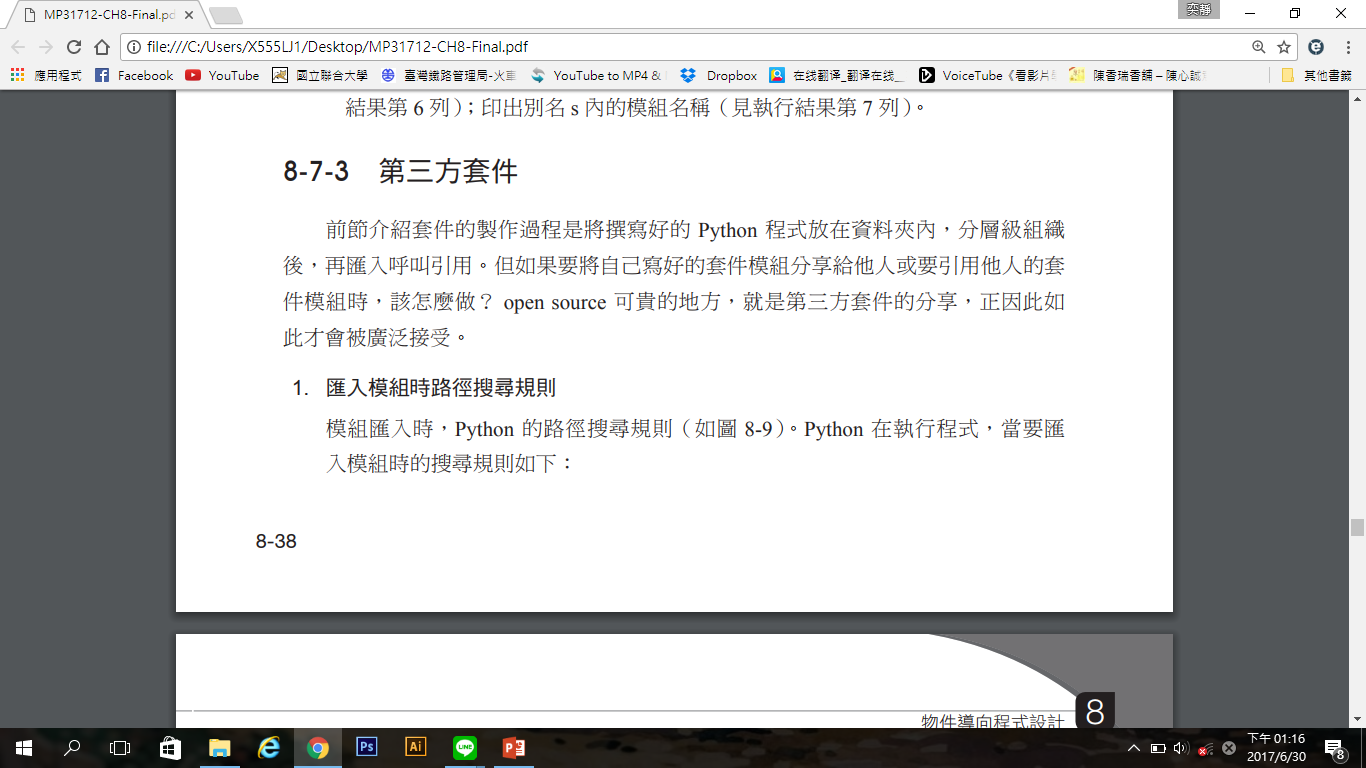 MP31712-CH8-Final.pd
奕靜
file:///C:/Users/X555LJ1/Desktop/MP31712-CH8-Final.pdf
應用程式 Facebook YouTube 國立聯合大學 臺灣鐵路管理局-火車 YouTube to MP4 & Dropbox 在线翻译_翻译在线_ VoiceTube《看影片 陳香瑞香鋪 – 陳心誠 其他書籤
結果第 6 列）；印出別名 s 內的模組名稱（見執行結果第 7 列）。
8-7-3 第三方套件
前節介紹套件的製作過程是將撰寫好的 Python 程式放在資料夾內，分層級組織
後，再匯入呼叫引用。但如果要將自己寫好的套件模組分享給他人或要引用他人的套
件模組時，該怎麼做？ open source 可貴的地方，就是第三方套件的分享，正因此如
此才會被廣泛接受。
1. 匯入模組時路徑搜尋規則
模組匯入時，Python 的路徑搜尋規則（如圖 8-9）。Python 在執行程式，當要匯
入模組時的搜尋規則如下：
8-38
物件導向程式設計 8
Ps Ai LINE
下午 01:16
2017/6/30
8